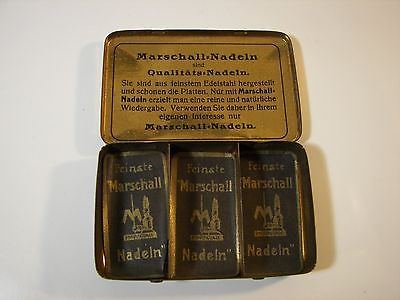 Marschall-Nadeln
sind
Qualitäts-Nadeln.
Sie sind aus feinstem Edelstahl hergestellt
und schonen die Platten. Nur mit Marschall-
Nadeln erzielt man eine reine und natürliche
Wiedergabe. Verwenden Sie daher in Ihrem
eigenen Interesse nur
Marschall-Nadeln.
Feinste
"Marschall
Nadeln"
Feinste
"Marschall
Nadeln"
Feinste
"Marschall
Nadeln"